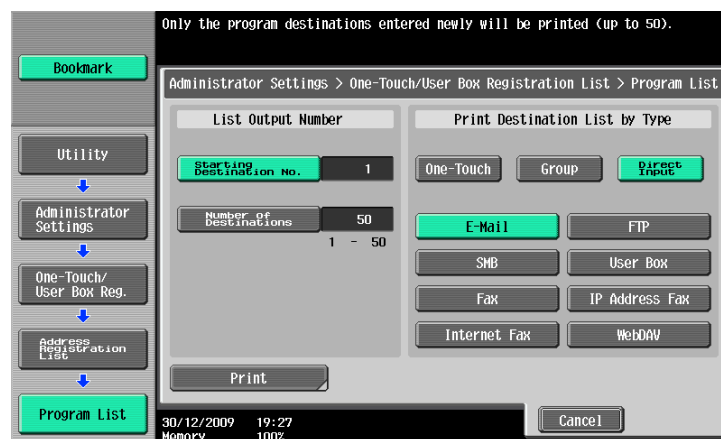 Only the program destinations entered newly will be printed (up to 50).
Bookmark
Administrator Settings > One-Touch/User Box Registration List > Program List
List Output Number
Print Destination List by Type
Utility
Starting
Destination No.
1
One-Touch
Group
Direct
Input
Administrator
Settings
Number of
Destinations
50
1 - 50
E-Mail
FTP
SMB
User Box
One-Touch/
User Box Reg.
Fax
IP Address Fax
Internet Fax
WebDAV
Address
Registration
List
Print
Program List
30/12/2009 19:27
Memory 100%
Cancel